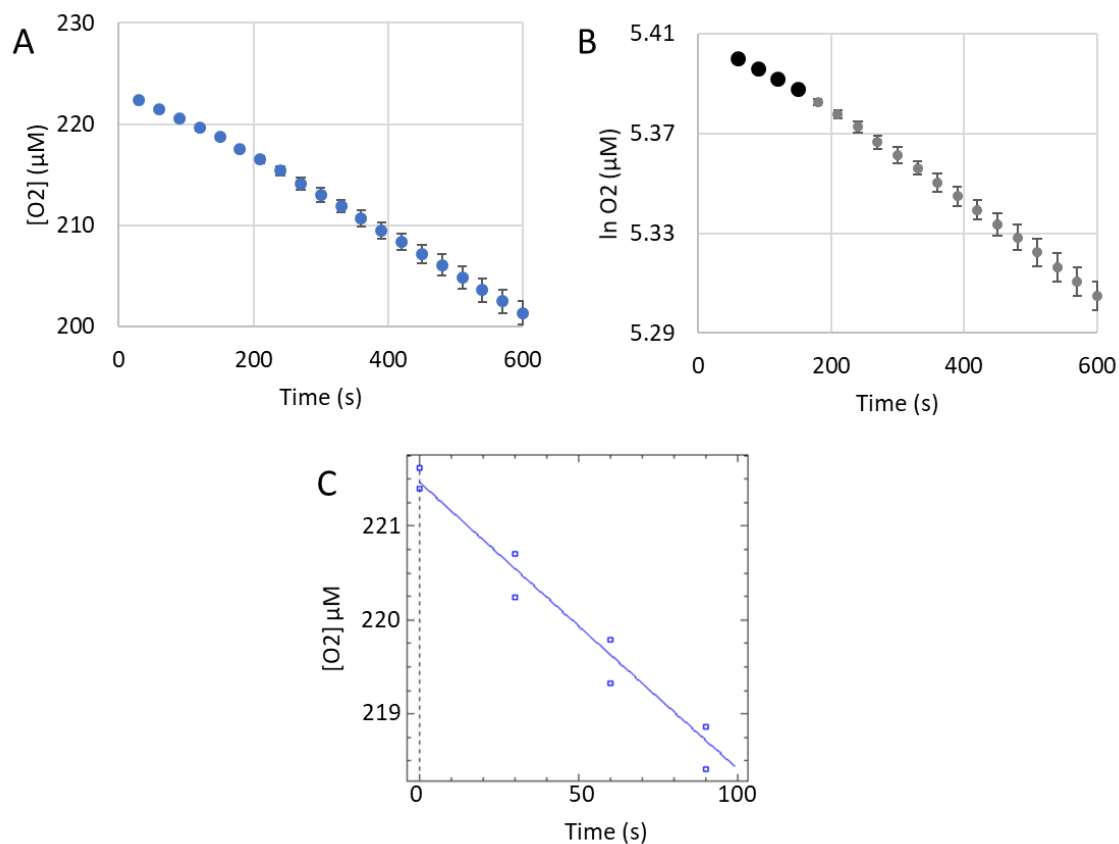 A
[O2] (µM)
230
220
210
200
0 200 400 600
Time (s)
B
ln O2 (µM)
5.41
5.37
5.33
5.29
0 200 400 600
Time (s)
C
[O2] µM
221
220
219
0 50 100
Time (s)